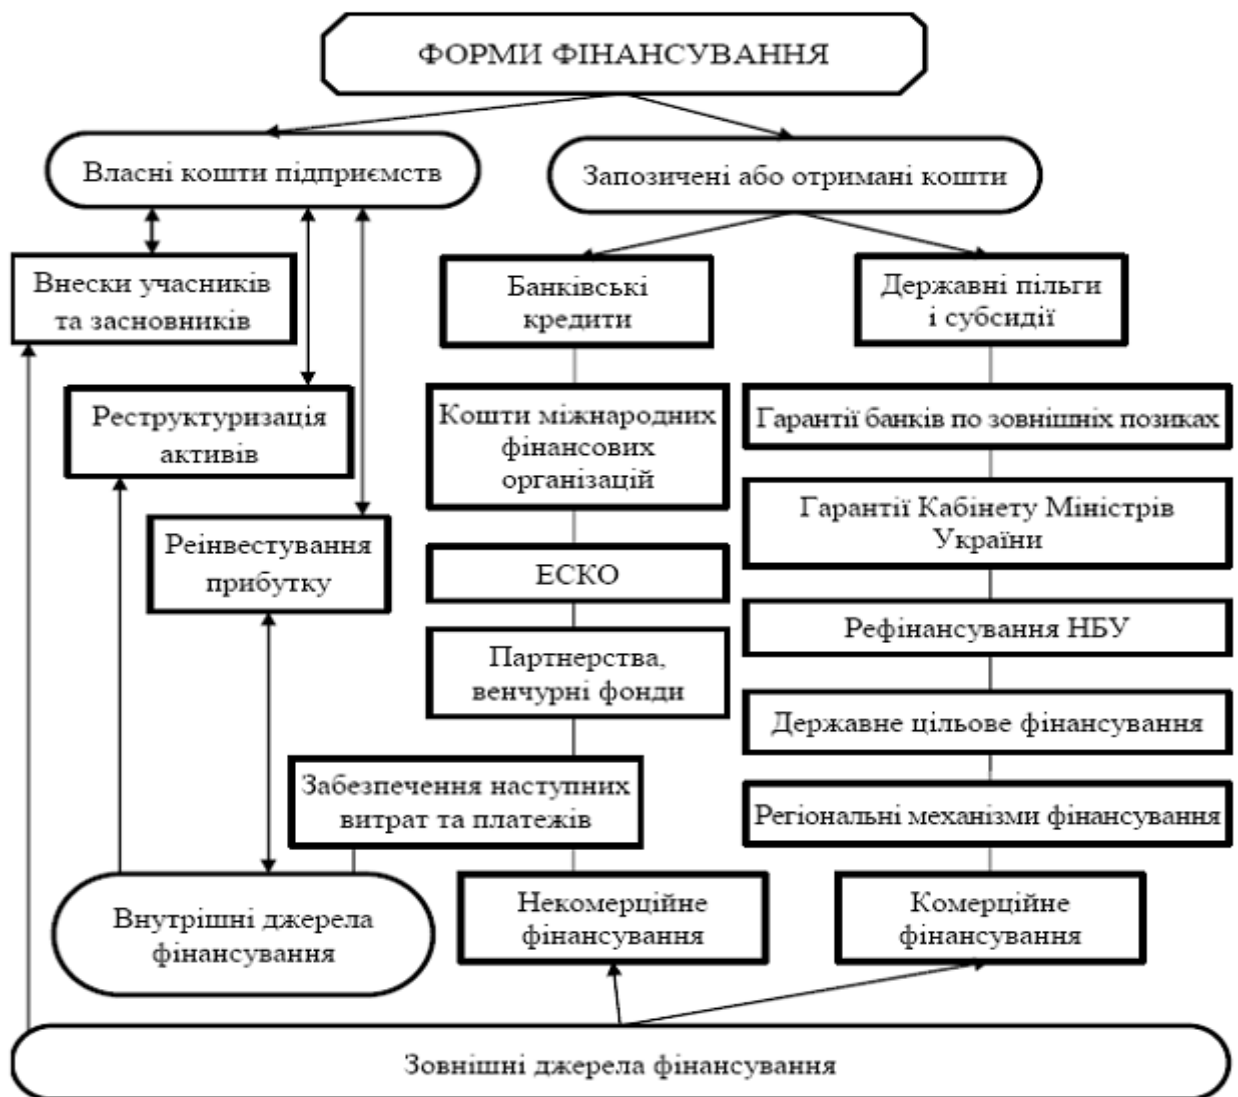 ФОРМИ ФІНАНСУВАННЯ
Власні кошти підприємств
Запозичені або отримані кошти
Внески учасників
та засновників
Банківські
кредити
Державні пільги
і субсидії
Реструктуризація
активів
Кошти міжнародних
фінансових
організацій
Гарантії банків по зовнішніх позиках
Гарантії Кабінету Міністрів
України
Реінвестування
прибутку
ЕСКО
Рефінансування НБУ
Партнерства,
венчурні фонди
Державне цільове фінансування
Забезпечення наступних
витрат та платежів
Регіональні механізми фінансування
Внутрішні джерела
фінансування
Некомерційне
фінансування
Комерційне
фінансування
Зовнішні джерела фінансування